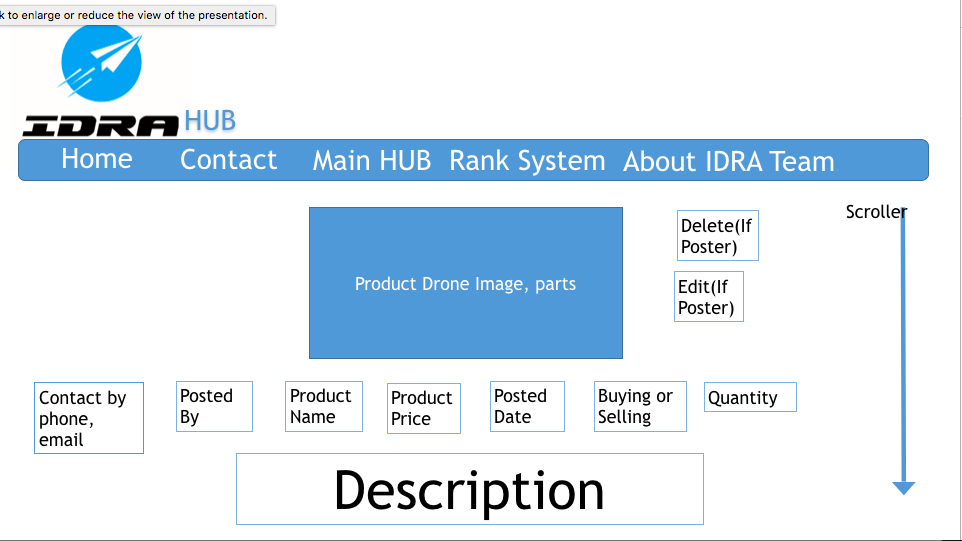 k to enlarge or reduce the view of the presentation.
IDRA HUB
Home Contact Main HUB Rank System About IDRA Team
Scroller
Delete(If
Poster)
Product Drone Image, parts
Edit(If
Poster)
Contact by
phone,
email
Posted
By
Product
Name
Product
Price
Posted
Date
Buying or
Selling
Quantity
Description